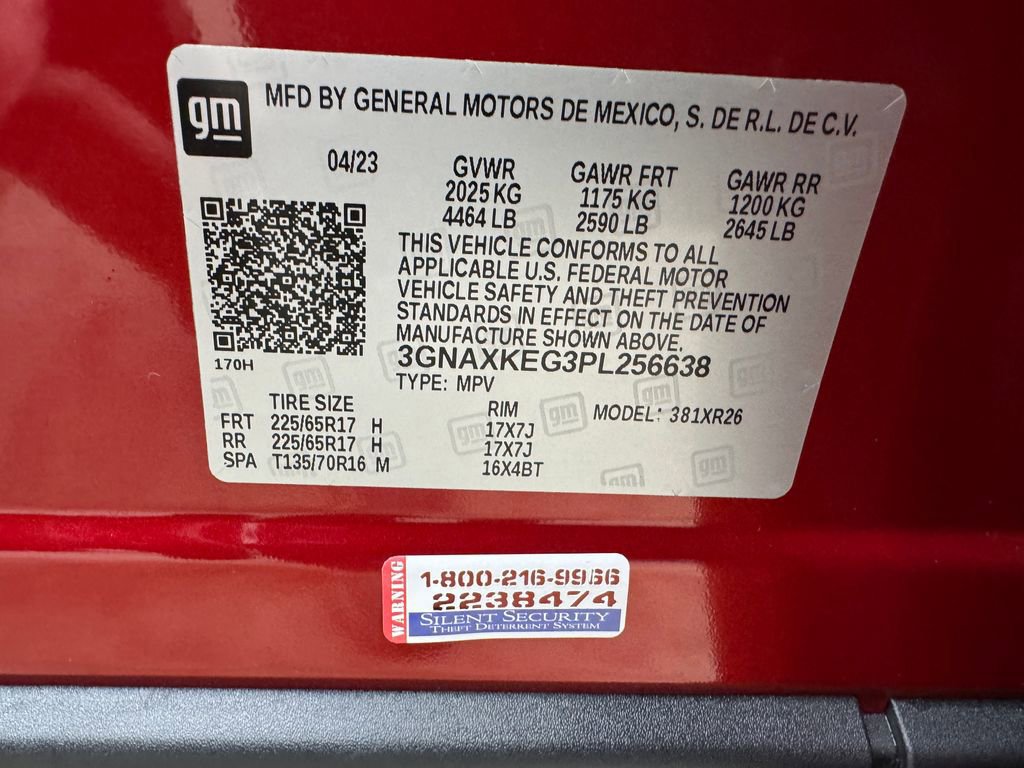 gm
MFD BY GENERAL MOTORS DE MEXICO, S. DE R.L. DE C.V.
04/23
GVWR
2025 KG
4464 LB
GAWR FRT
1175 KG
2590 LB
GAWR RR
1200 KG
2645 LB
THIS VEHICLE CONFORMS TO ALL
APPLICABLE U.S. FEDERAL MOTOR
VEHICLE SAFETY AND THEFT PREVENTION
STANDARDS IN EFFECT ON THE DATE OF
MANUFACTURE SHOWN ABOVE.
170H
3GNAXKEG3PL256638
TYPE: MPV
MODEL: 381XR26
TIRE SIZE RIM
FRT 225/65R17 H 17X7J
RR 225/65R17 H 17X7J
SPA T135/70R16 M 16X4BT
WARNING
1-800-216-9966
2238474
SILENT SECURITY
THEFT DETERRENT SYSTEM